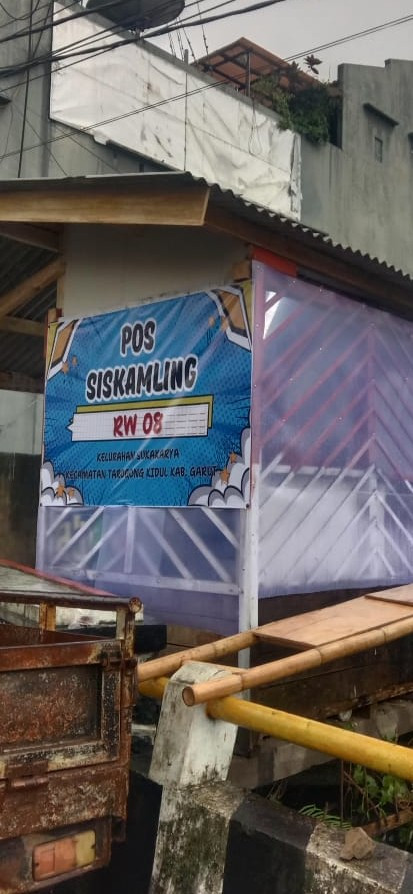 POS
SISKAMLING
RW 08
KELURAHAN SUKAKARYA
KECAMATAN TAROGONG KIDUL KAB. GARUT